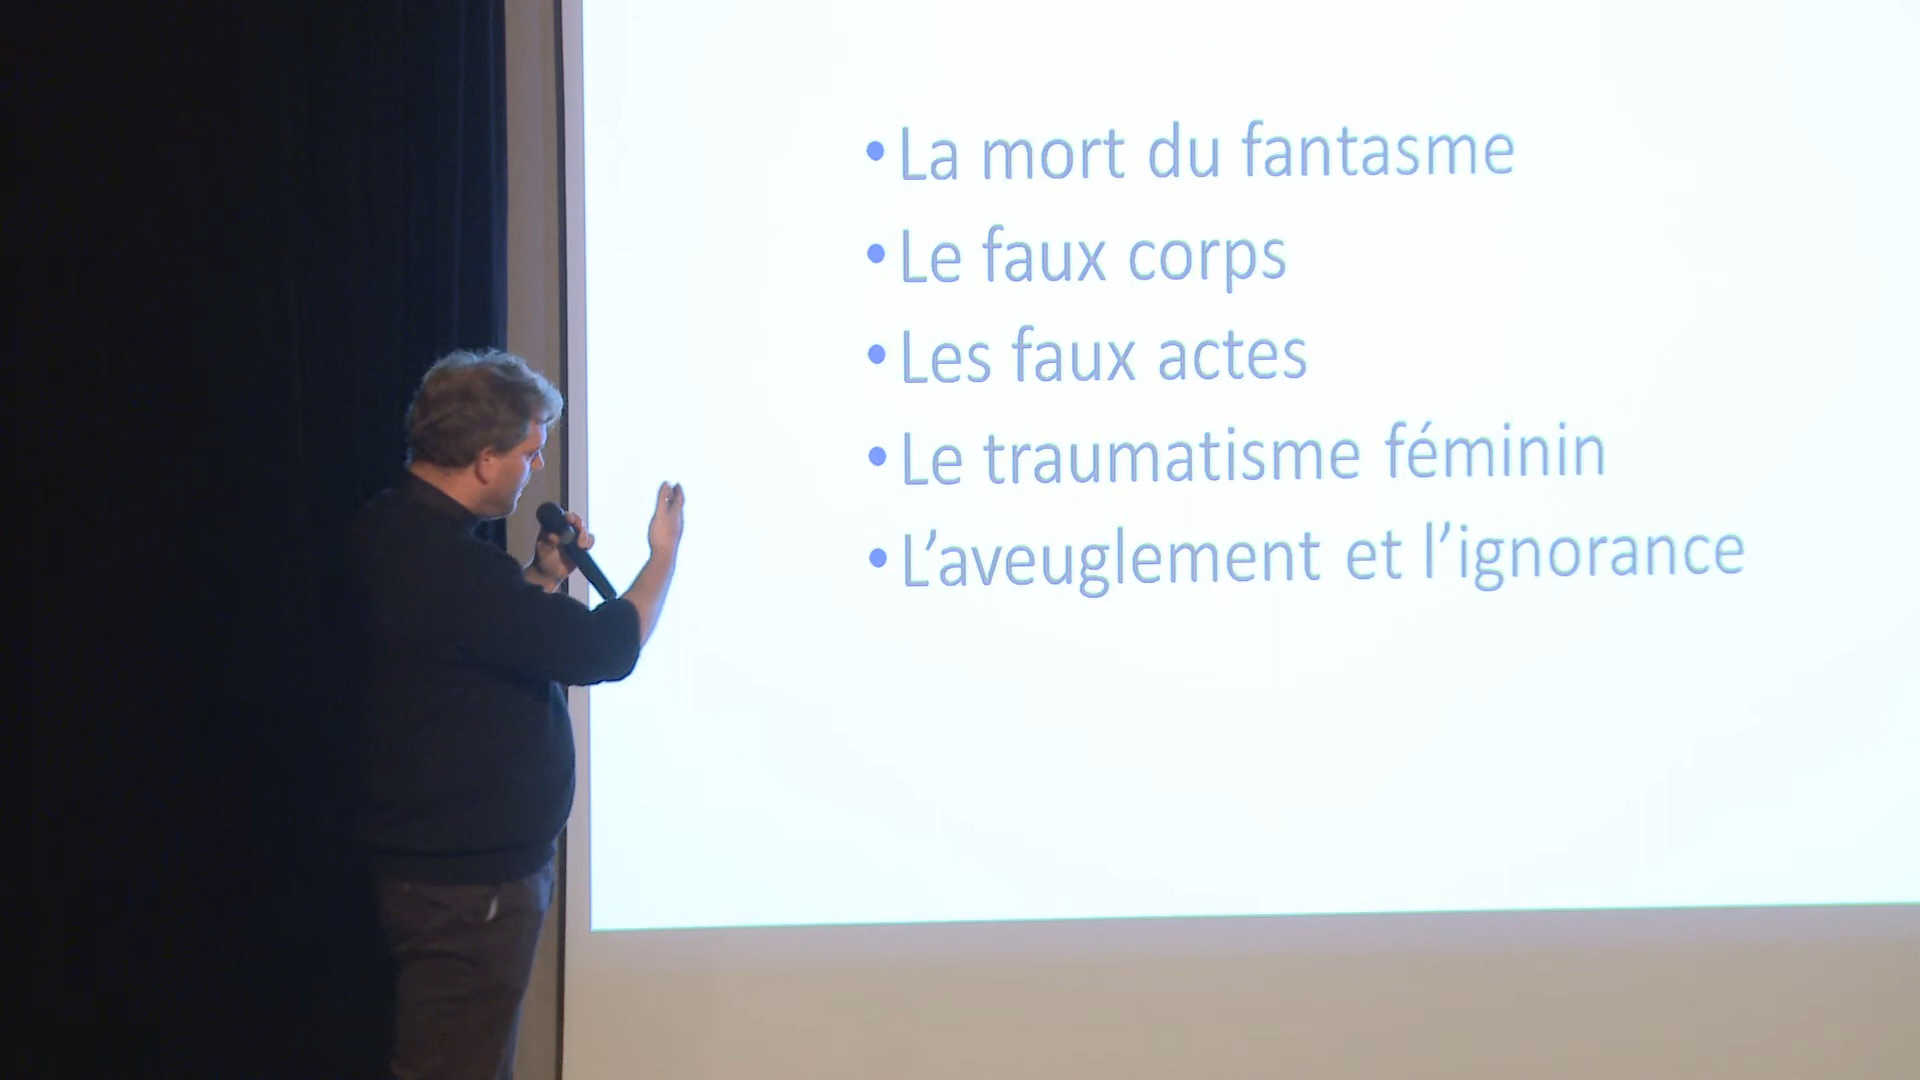 • La mort du fantasme
• Le faux corps
• Les faux actes
• Le traumatisme féminin
• L’aveuglement et l’ignorance